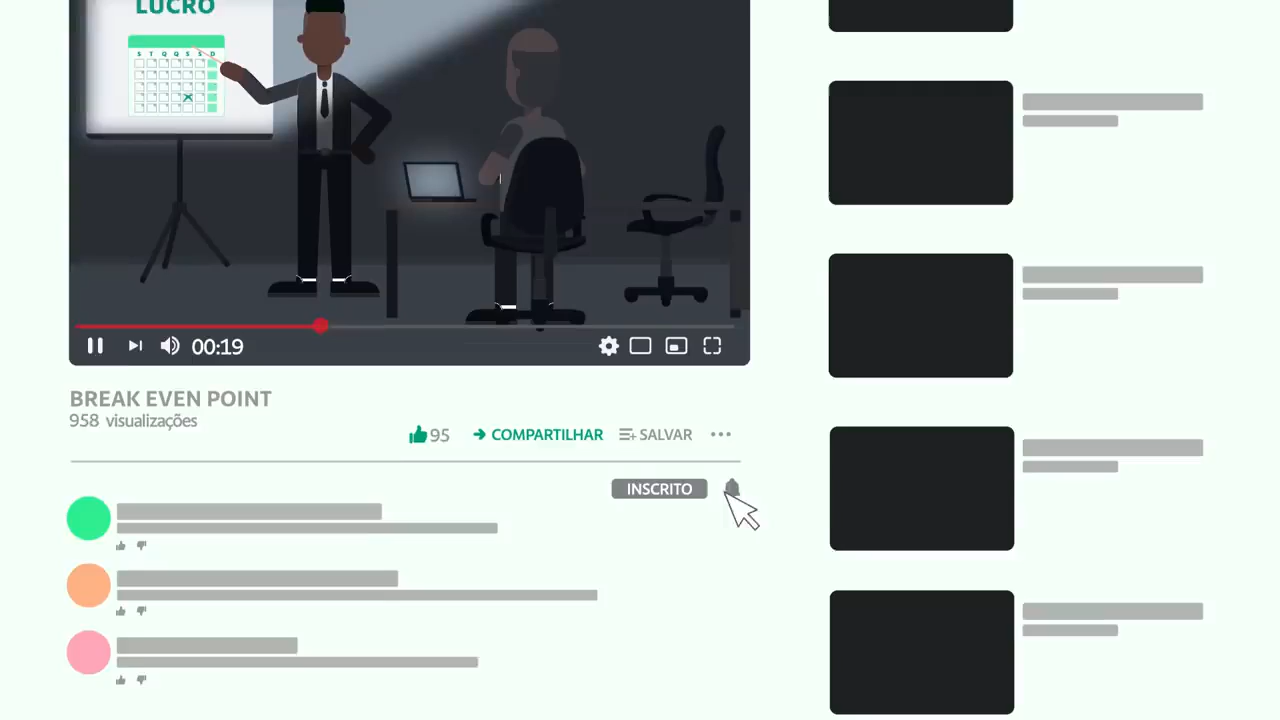 LUCRO
S T Q Q S S D
00:19
BREAK EVEN POINT
958 visualizações
95 COMPARTILHAR SALVAR
INSCRITO